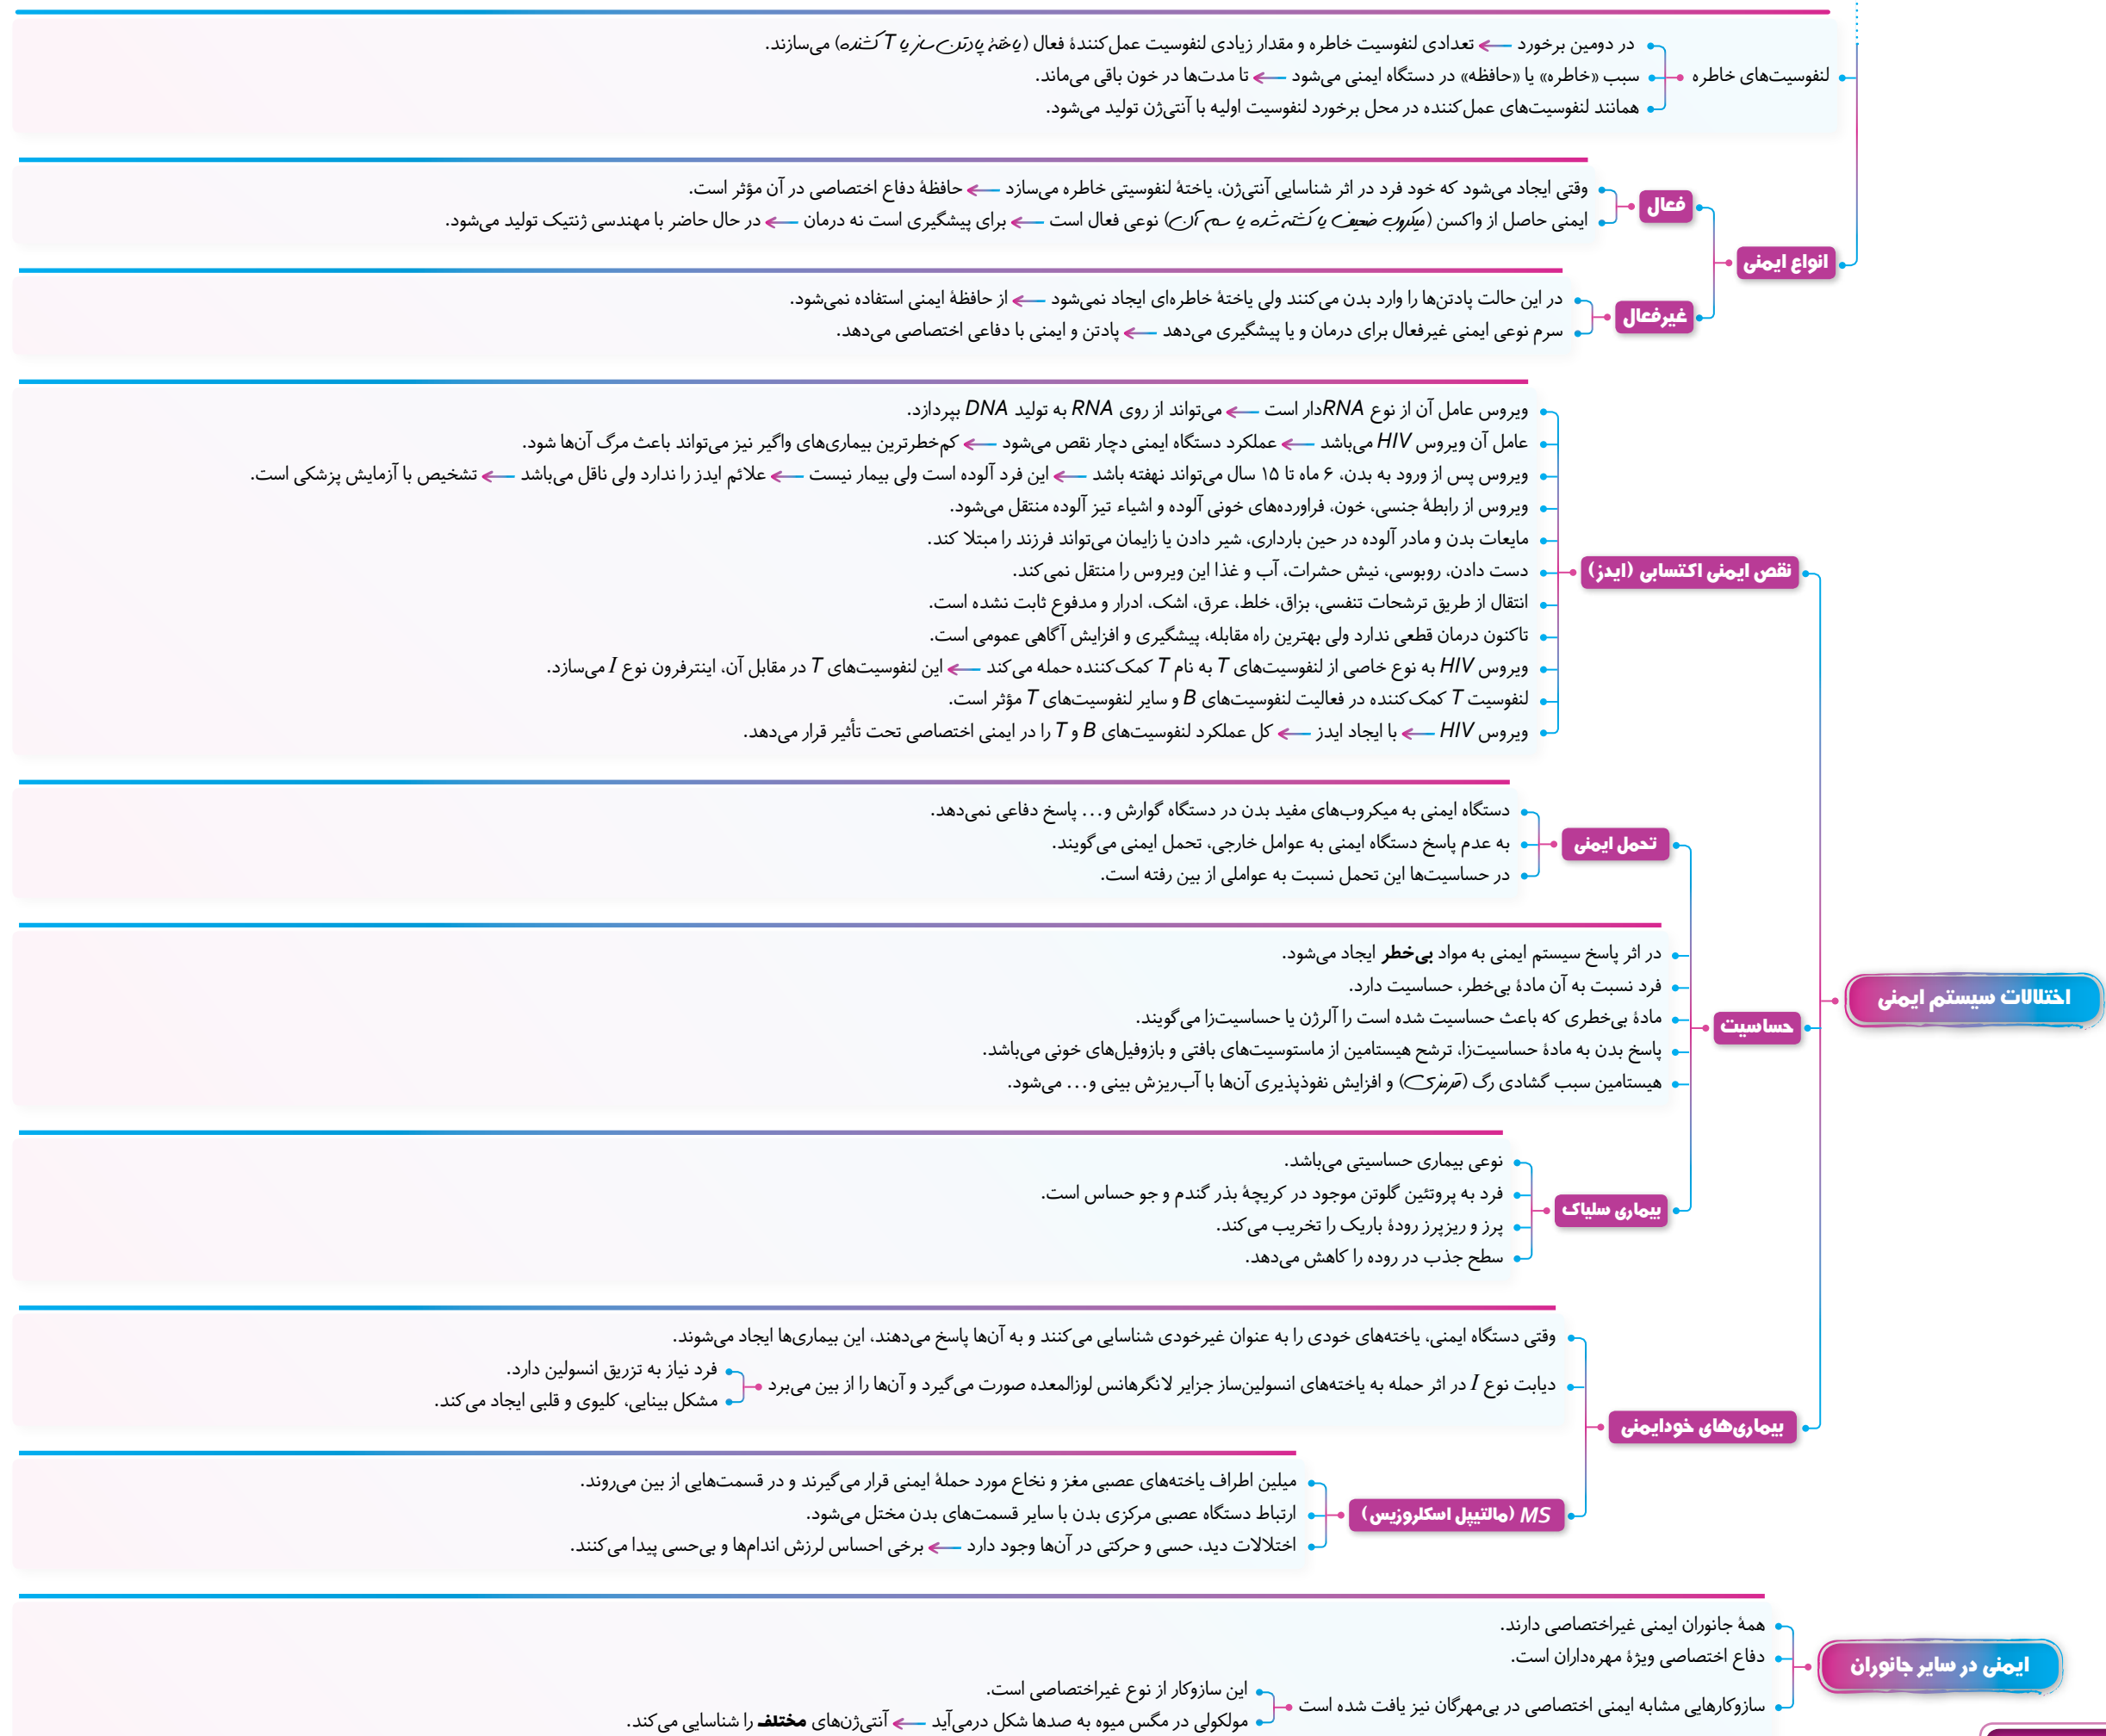 لنفوسیت‌های خاطره
در دومین برخورد ← تعدادی لنفوسیت خاطره و مقدار زیادی لنفوسیت عمل‌کنندهٔ فعال (یاختهٔ پادتن‌ساز یا T کشنده) می‌سازند.
سبب «خاطره» یا «حافظه» در دستگاه ایمنی می‌شود ← تا مدت‌ها در خون باقی می‌ماند.
همانند لنفوسیت‌های عمل‌کننده در محل برخورد لنفوسیت اولیه با آنتی‌ژن تولید می‌شود.
انواع ایمنی
فعال
وقتی ایجاد می‌شود که خود فرد در اثر شناسایی آنتی‌ژن، یاختهٔ لنفوسیتی خاطره می‌سازد ← حافظهٔ دفاع اختصاصی در آن مؤثر است.
ایمنی حاصل از واکسن (میکروب ضعیف یا کشته شده یا سم آن) نوعی فعال است ← برای پیشگیری است نه درمان ← در حال حاضر با مهندسی ژنتیک تولید می‌شود.
غیرفعال
در این حالت پادتن‌ها را وارد بدن می‌کنند ولی یاختهٔ خاطره‌ای ایجاد نمی‌شود ← از حافظهٔ ایمنی استفاده نمی‌شود.
سرم نوعی ایمنی غیرفعال برای درمان و یا پیشگیری می‌دهد ← پادتن و ایمنی با دفاعی اختصاصی می‌دهد.
اختلالات سیستم ایمنی
نقص ایمنی اکتسابی (ایدز)
ویروس عامل آن از نوع RNAدار است ← می‌تواند از روی RNA به تولید DNA بپردازد.
عامل آن ویروس HIV می‌باشد ← عملکرد دستگاه ایمنی دچار نقص می‌شود ← کم‌خطرترین بیماری‌های واگیر نیز می‌تواند باعث مرگ آن‌ها شود.
ویروس پس از ورود به بدن، ۶ ماه تا ۱۵ سال می‌تواند نهفته باشد ← این فرد آلوده است ولی بیمار نیست ← علائم ایدز را ندارد ولی ناقل می‌باشد ← تشخیص با آزمایش پزشکی است.
ویروس از رابطهٔ جنسی، خون، فراورده‌های خونی آلوده و اشیاء تیز آلوده منتقل می‌شود.
مایعات بدن و مادر آلوده در حین بارداری، شیر دادن یا زایمان می‌تواند فرزند را مبتلا کند.
دست دادن، روبوسی، نیش حشرات، آب و غذا این ویروس را منتقل نمی‌کند.
انتقال از طریق ترشحات تنفسی، بزاق، خلط، عرق، اشک، ادرار و مدفوع ثابت نشده است.
تاکنون درمان قطعی ندارد ولی بهترین راه مقابله، پیشگیری و افزایش آگاهی عمومی است.
ویروس HIV به نوع خاصی از لنفوسیت‌های T به نام T کمک‌کننده حمله می‌کند ← این لنفوسیت‌های T در مقابل آن، اینترفرون نوع I می‌سازد.
لنفوسیت T کمک‌کننده در فعالیت لنفوسیت‌های B و سایر لنفوسیت‌های T مؤثر است.
ویروس HIV ← با ایجاد ایدز ← کل عملکرد لنفوسیت‌های B و T را در ایمنی اختصاصی تحت تأثیر قرار می‌دهد.
حساسیت
تحمل ایمنی
دستگاه ایمنی به میکروب‌های مفید بدن در دستگاه گوارش و... پاسخ دفاعی نمی‌دهد.
به عدم پاسخ دستگاه ایمنی به عوامل خارجی، تحمل ایمنی می‌گویند.
در حساسیت‌ها این تحمل نسبت به عواملی از بین رفته است.
در اثر پاسخ سیستم ایمنی به مواد بی‌خطر ایجاد می‌شود.
فرد نسبت به آن مادهٔ بی‌خطر، حساسیت دارد.
مادهٔ بی‌خطری که باعث حساسیت شده است را آلرژن یا حساسیت‌زا می‌گویند.
پاسخ بدن به مادهٔ حساسیت‌زا، ترشح هیستامین از ماستوسیت‌های بافتی و بازوفیل‌های خونی می‌باشد.
هیستامین سبب گشادی رگ (قرمزی) و افزایش نفوذپذیری آن‌ها با آب‌ریزش بینی و... می‌شود.
بیماری سلیاک
نوعی بیماری حساسیتی می‌باشد.
فرد به پروتئین گلوتن موجود در کریچهٔ بذر گندم و جو حساس است.
پرز و ریزپرز رودهٔ باریک را تخریب می‌کند.
سطح جذب در روده را کاهش می‌دهد.
بیماری‌های خودایمنی
وقتی دستگاه ایمنی، یاخته‌های خودی را به عنوان غیرخودی شناسایی می‌کنند و به آن‌ها پاسخ می‌دهند، این بیماری‌ها ایجاد می‌شوند.
دیابت نوع I در اثر حمله به یاخته‌های انسولین‌ساز جزایر لانگرهانس لوزالمعده صورت می‌گیرد و آن‌ها را از بین می‌برد
فرد نیاز به تزریق انسولین دارد.
مشکل بینایی، کلیوی و قلبی ایجاد می‌کند.
MS (مالتیپل اسکلروزیس)
میلین اطراف یاخته‌های عصبی مغز و نخاع مورد حملهٔ ایمنی قرار می‌گیرند و در قسمت‌هایی از بین می‌روند.
ارتباط دستگاه عصبی مرکزی بدن با سایر قسمت‌های بدن مختل می‌شود.
اختلالات دید، حسی و حرکتی در آن‌ها وجود دارد ← برخی احساس لرزش اندام‌ها و بی‌حسی پیدا می‌کنند.
ایمنی در سایر جانوران
همهٔ جانوران ایمنی غیراختصاصی دارند.
دفاع اختصاصی ویژهٔ مهره‌داران است.
سازوکارهایی مشابه ایمنی اختصاصی در بی‌مهرگان نیز یافت شده است
این سازوکار از نوع غیراختصاصی است.
مولکولی در مگس میوه به صدها شکل درمی‌آید ← آنتی‌ژن‌های مختلف را شناسایی می‌کند.